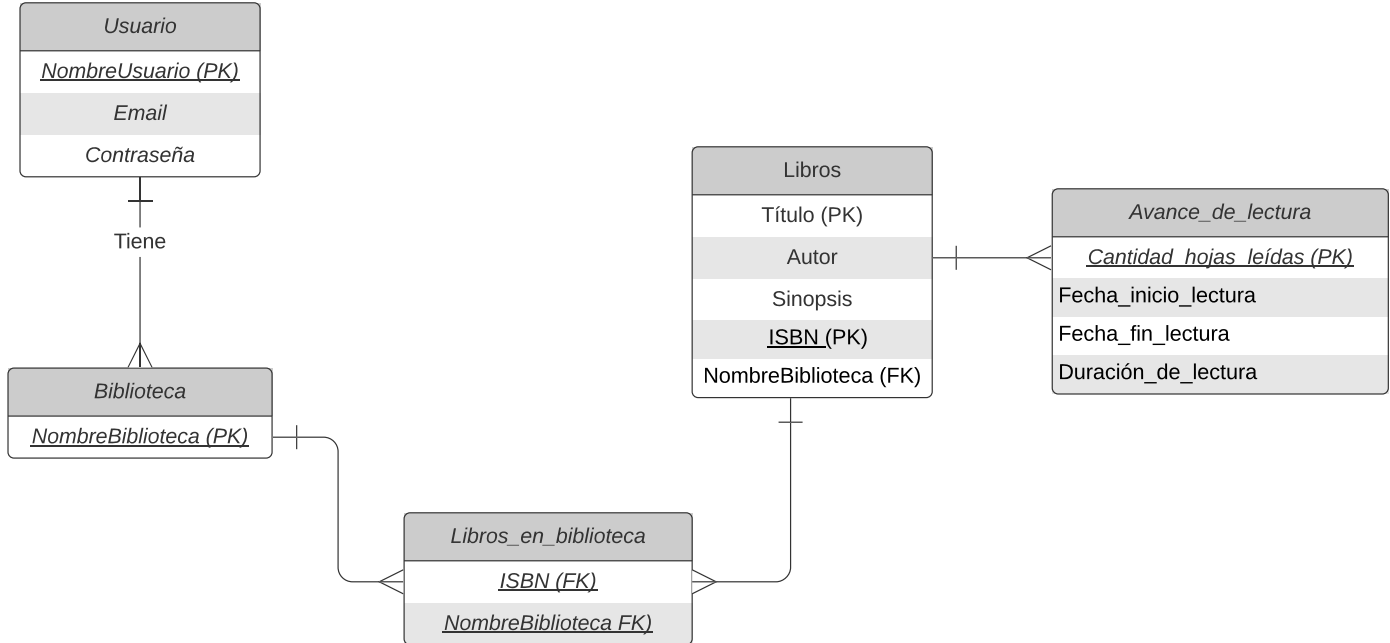 Usuario
NombreUsuario (PK)
Email
Contraseña
Tiene
Biblioteca
NombreBiblioteca (PK)
Libros_en_biblioteca
ISBN (FK)
NombreBiblioteca FK)
Libros
Título (PK)
Autor
Sinopsis
ISBN (PK)
NombreBiblioteca (FK)
Avance_de_lectura
Cantidad_hojas_leídas (PK)
Fecha_inicio_lectura
Fecha_fin_lectura
Duración_de_lectura